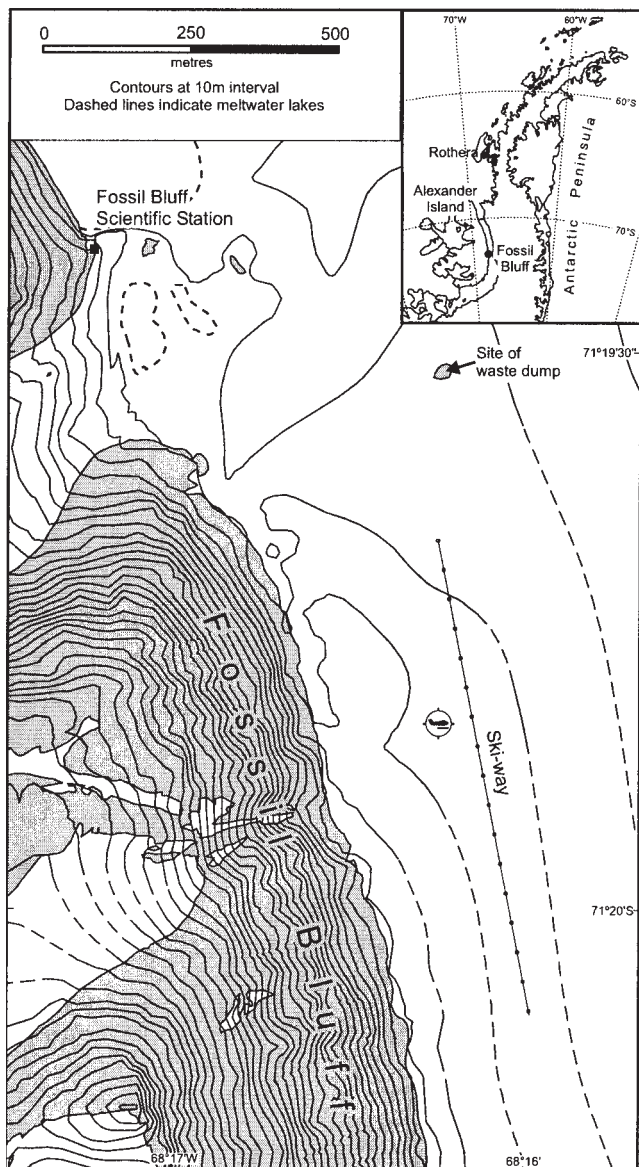 0 250 500
metres
Contours at 10m interval
Dashed lines indicate meltwater lakes
70°W 60°W
60°S
Rothera
Alexander
Island
Antarctic Peninsula
70°S
Fossil
Bluff
Fossil Bluff
Scientific Station
71°19'30"
Site of
waste dump
Ski-way
Fossil Bluff
71°20'S
68°17'W 68°16'